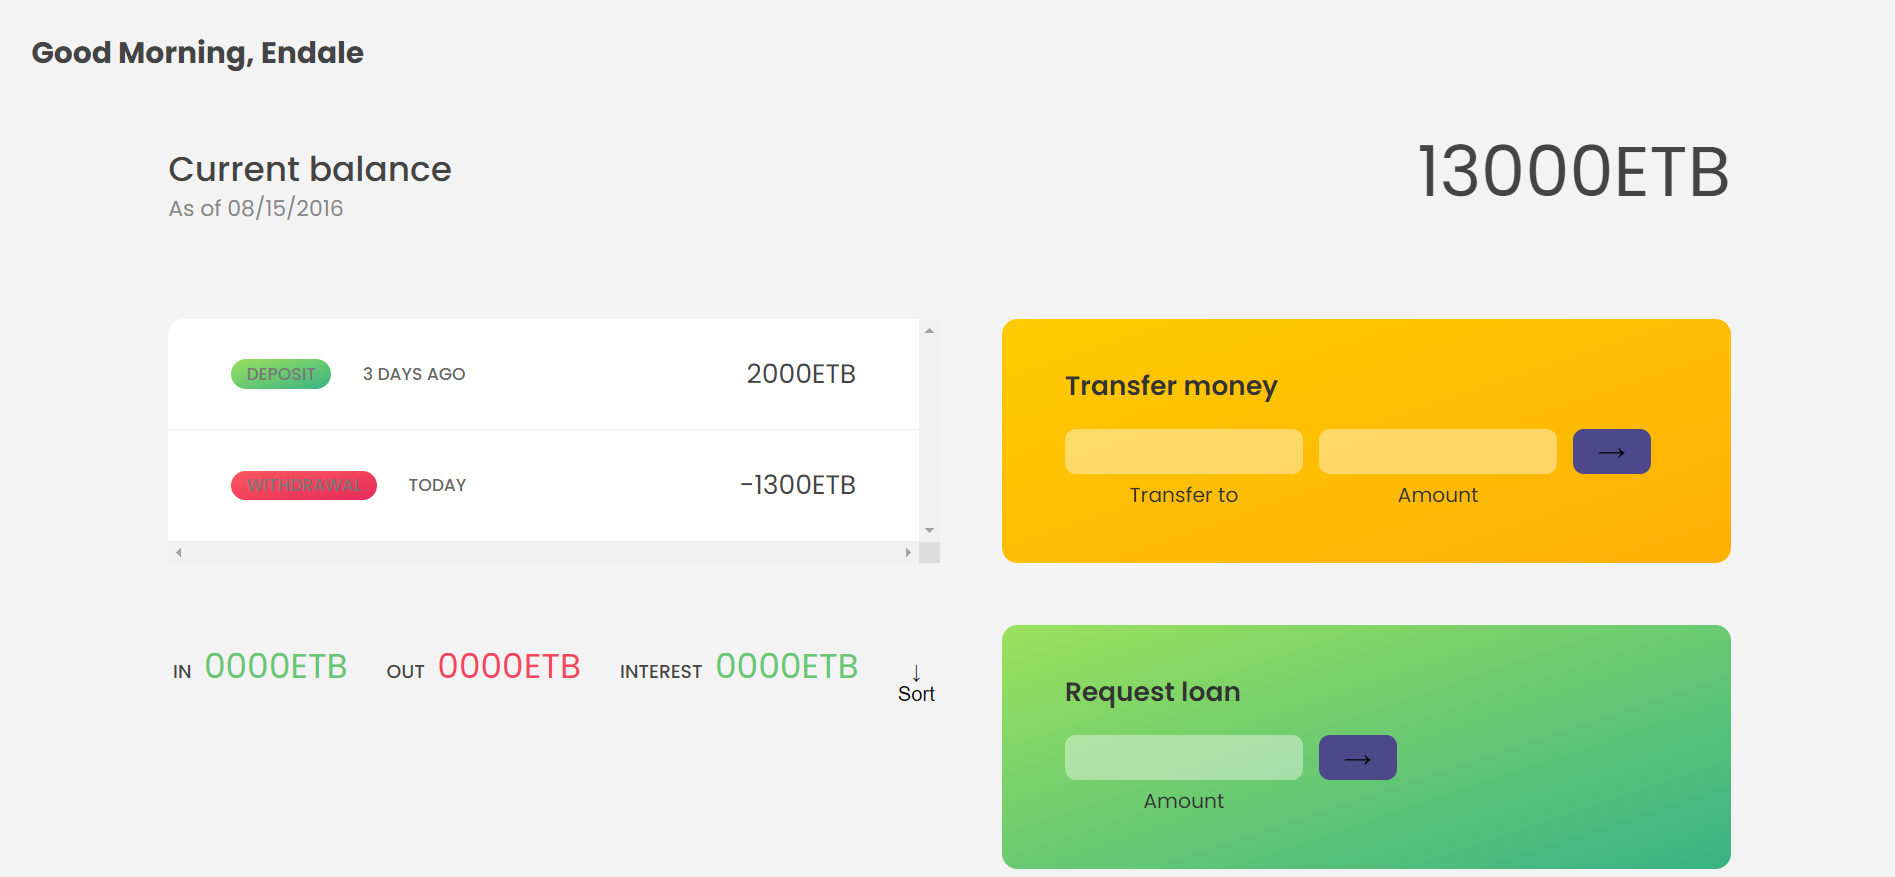 Good Morning, Endale
Current balance
As of 08/15/2016
13000ETB
DEPOSIT 3 DAYS AGO 2000ETB
WITHDRAWAL TODAY -1300ETB
IN 0000ETB OUT 0000ETB INTEREST 0000ETB ↓ Sort
Transfer money
→
Transfer to Amount
Request loan
→
Amount